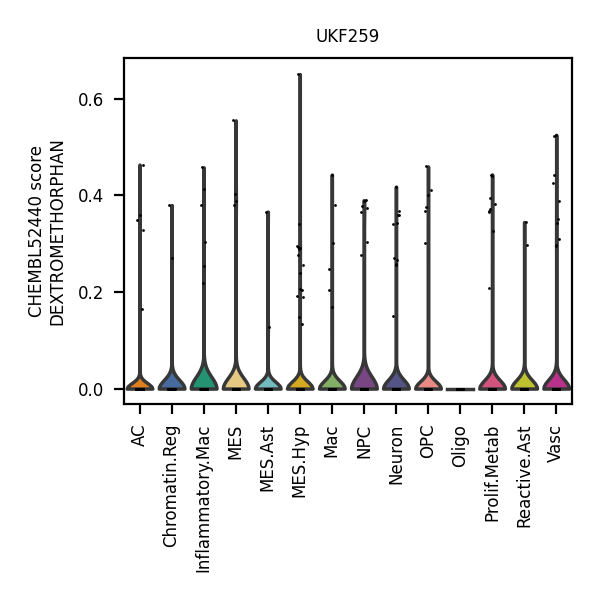 UKF259
CHEMBL52440 score
DEXTROMETHORPHAN
0.6
0.4
0.2
0.0
AC
Chromatin.Reg
Inflammatory.Mac
MES
MES.Ast
MES.Hyp
Mac
NPC
Neuron
OPC
Oligo
Prolif.Metab
Reactive.Ast
Vasc